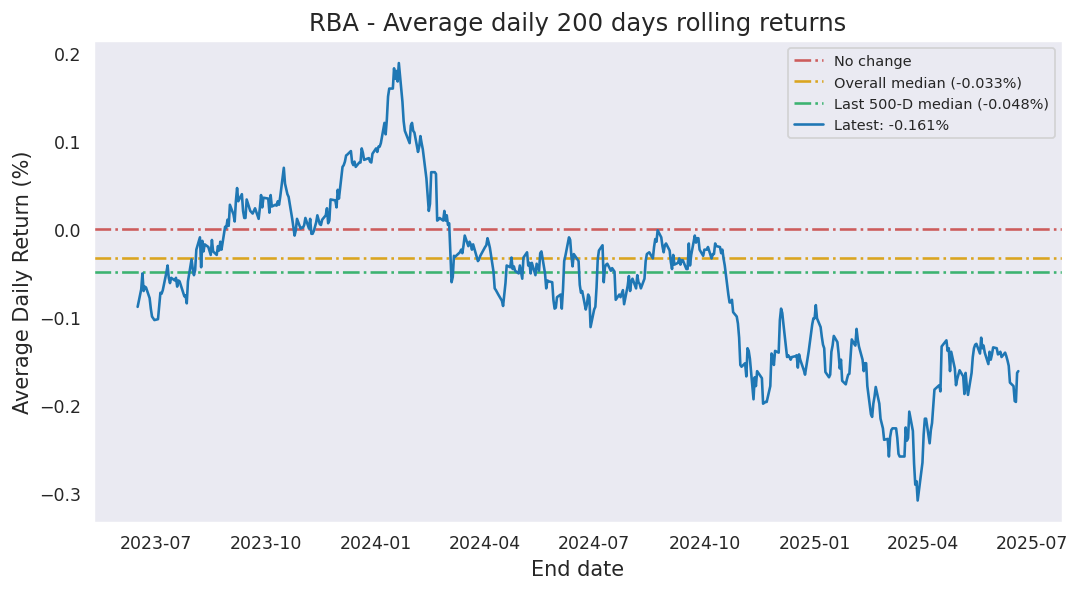 RBA - Average daily 200 days rolling returns
No change
Overall median (-0.033%)
Last 500-D median (-0.048%)
Latest: -0.161%
Average Daily Return (%)
0.2
0.1
0.0
−0.1
−0.2
−0.3
2023-07
2023-10
2024-01
2024-04
2024-07
2024-10
2025-01
2025-04
2025-07
End date